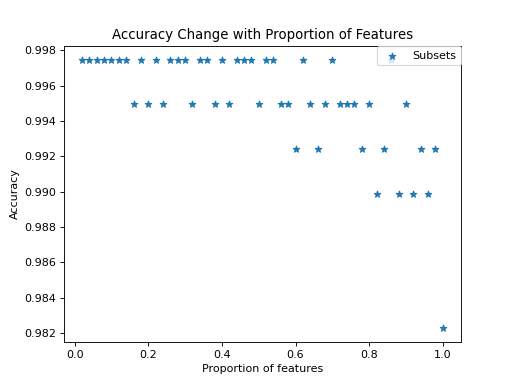 Accuracy Change with Proportion of Features
Subsets
Accuracy
0.998
0.996
0.994
0.992
0.990
0.988
0.986
0.984
0.982
0.0 0.2 0.4 0.6 0.8 1.0
Proportion of features